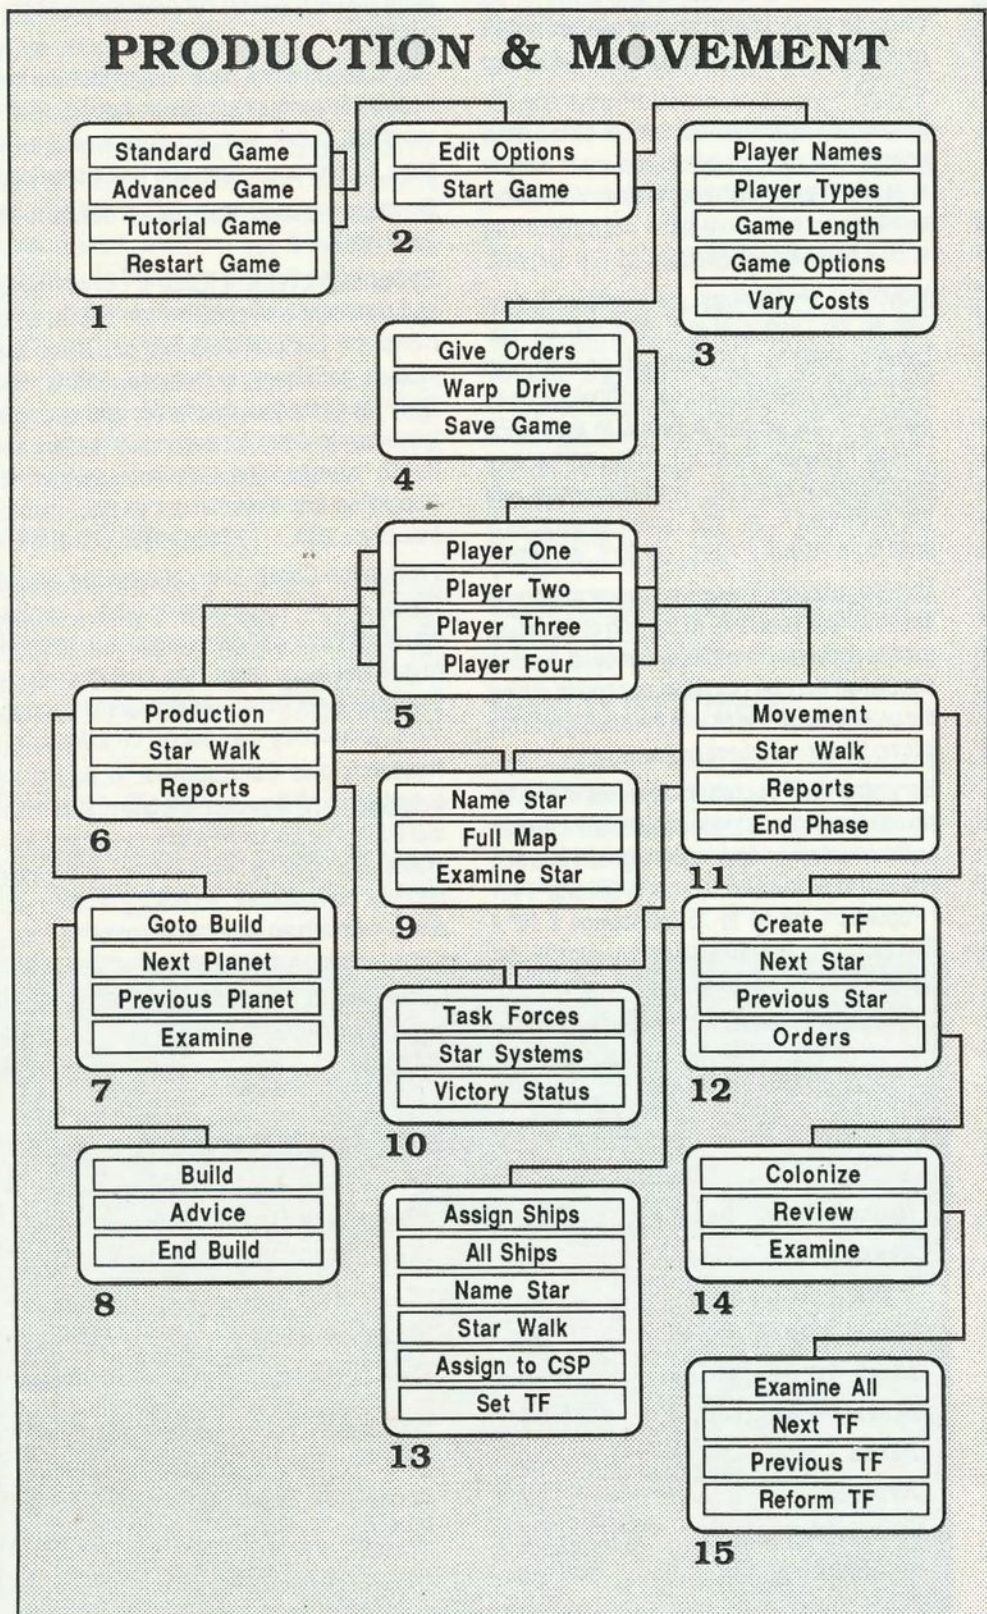 PRODUCTION & MOVEMENT
Standard Game
Advanced Game
Tutorial Game
Restart Game
1
Edit Options
Start Game
2
Player Names
Player Types
Game Length
Game Options
Vary Costs
3
Give Orders
Warp Drive
Save Game
4
Player One
Player Two
Player Three
Player Four
5
Production
Star Walk
Reports
6
Goto Build
Next Planet
Previous Planet
Examine
7
Build
Advice
End Build
8
Name Star
Full Map
Examine Star
9
Task Forces
Star Systems
Victory Status
10
Movement
Star Walk
Reports
End Phase
11
Create TF
Next Star
Previous Star
Orders
12
Assign Ships
All Ships
Name Star
Star Walk
Assign to CSP
Set TF
13
Colonize
Review
Examine
14
Examine All
Next TF
Previous TF
Reform TF
15